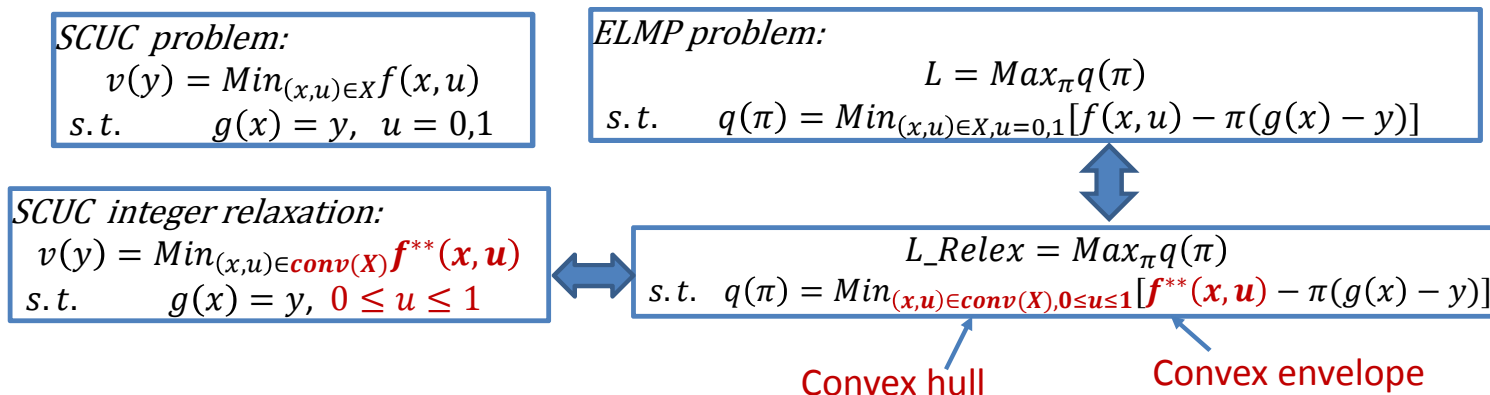 SCUC problem:
v(y) = Min_{(x,u)∈X} f(x, u)
s.t. g(x) = y, u = 0,1
ELMP problem:
L = Max_π q(π)
s.t. q(π) = Min_{(x,u)∈X,u=0,1}[f(x, u) − π(g(x) − y)]
SCUC integer relaxation:
v(y) = Min_{(x,u)∈conv(X)} f**(x, u)
s.t. g(x) = y, 0 ≤ u ≤ 1
L_Relex = Max_π q(π)
s.t. q(π) = Min_{(x,u)∈conv(X),0≤u≤1}[f**(x, u) − π(g(x) − y)]
Convex hull
Convex envelope